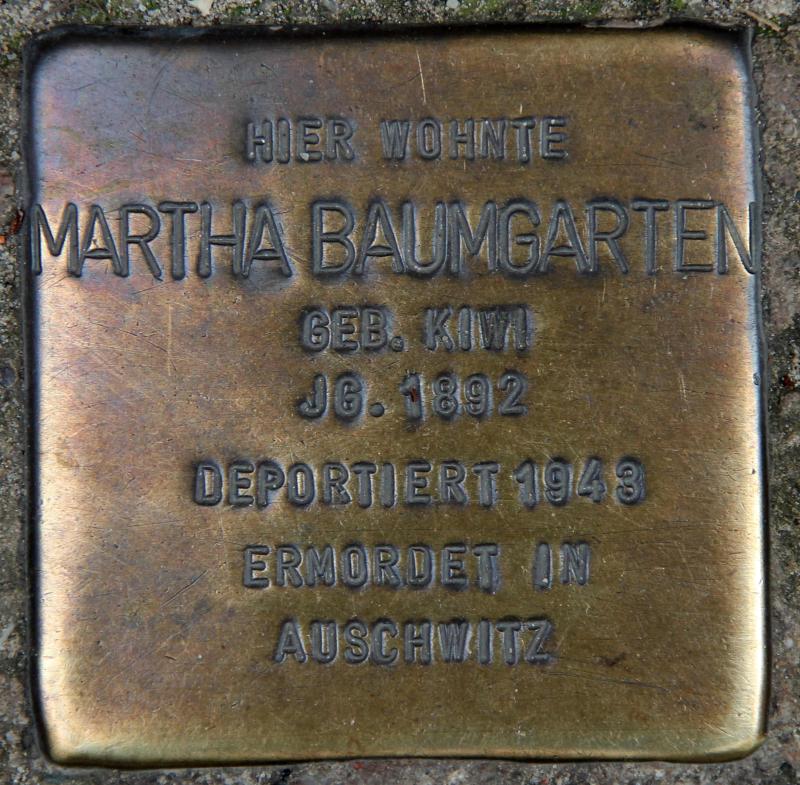 HIER WOHNTE
MARTHA BAUMGARTEN
GEB. KIWI
JG. 1892
DEPORTIERT 1943
ERMORDET IN
AUSCHWITZ